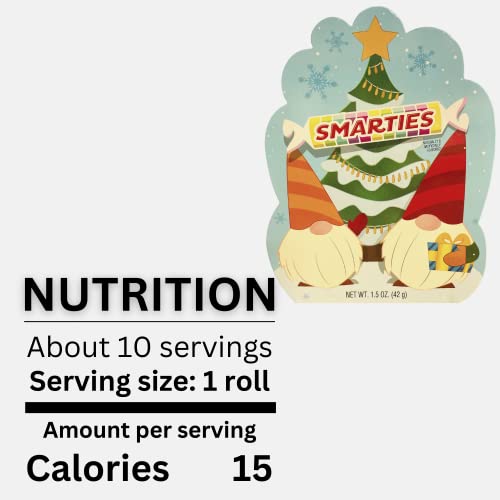 SMARTIES
NET WT. 1.5 OZ. (42 g)
NUTRITION
About 10 servings
Serving size: 1 roll
Amount per serving
Calories 15